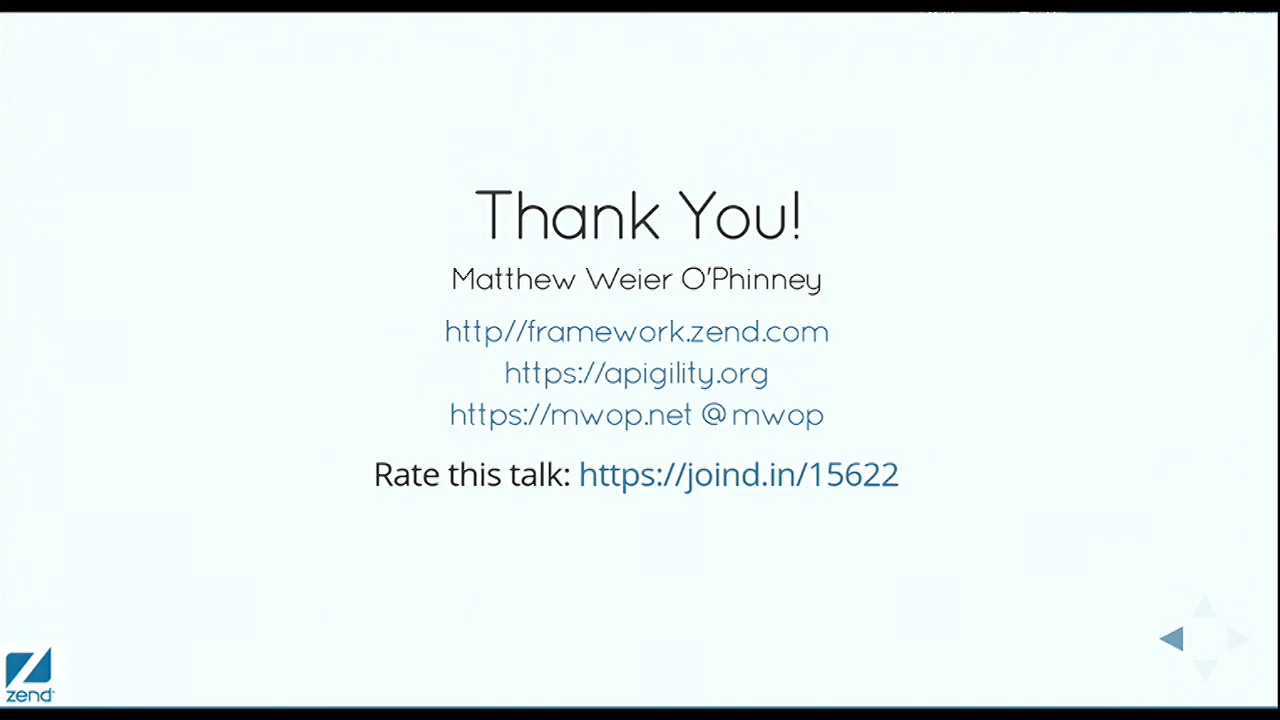 Thank You!
Matthew Weier O'Phinney
http//framework.zend.com
https://apigility.org
https://mwop.net @mwop
Rate this talk: https://joind.in/15622
zend